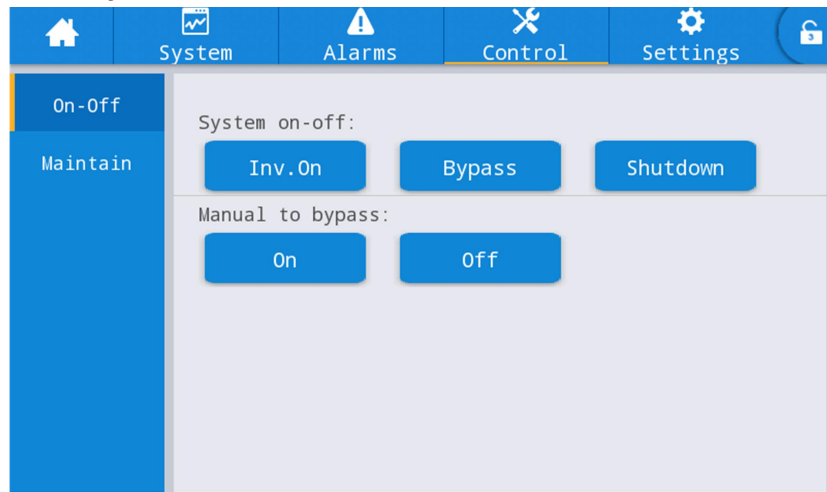 System Alarms Control Settings
3
On-Off
Maintain
System on-off:
Inv.On Bypass Shutdown
Manual to bypass:
On Off